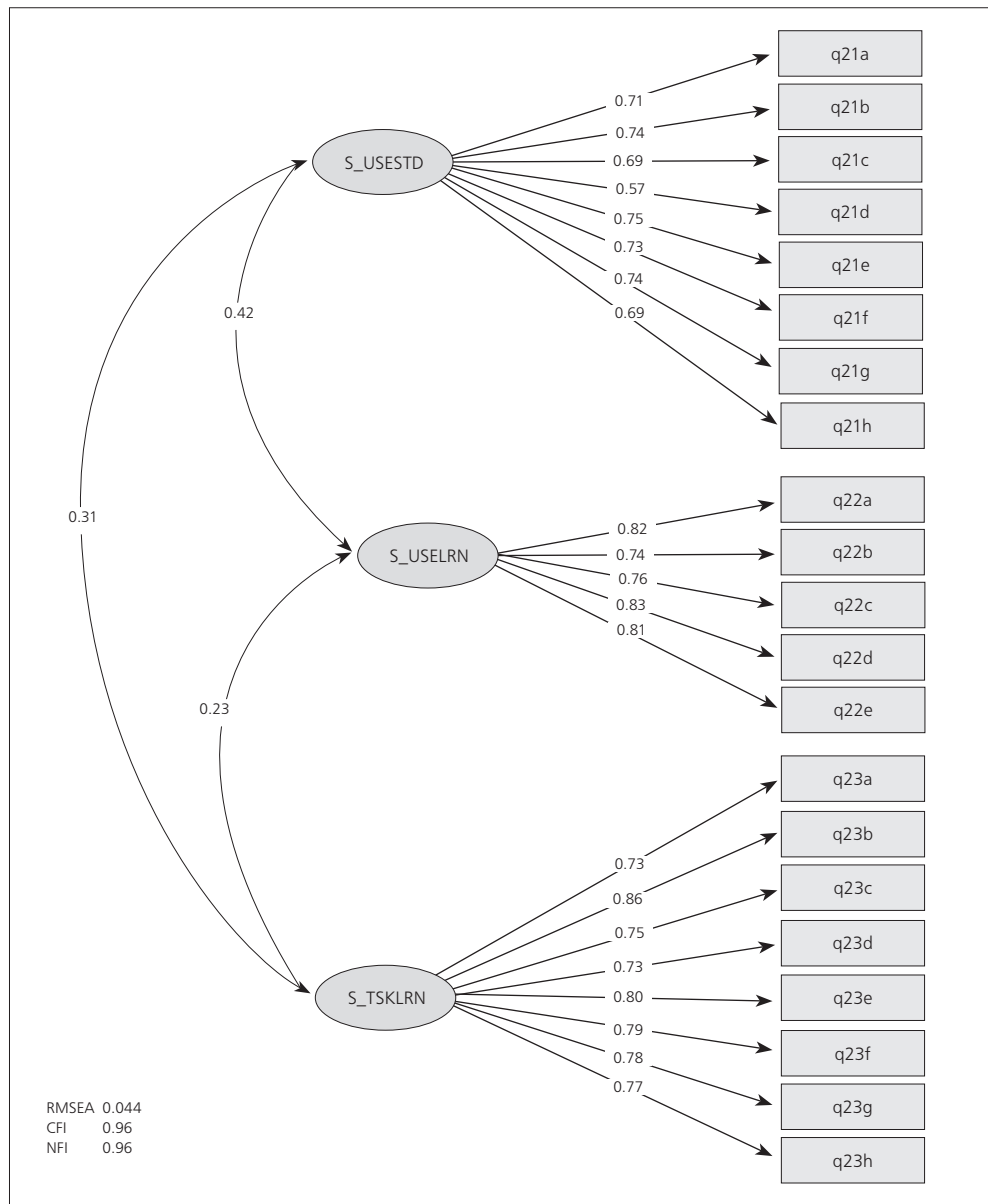 q21a
0.71
q21b
0.74
S_USESTD
0.69
q21c
0.57
q21d
0.75
q21e
0.73
q21f
0.74
q21g
0.42
0.69
q21h
q22a
0.31
0.82
S_USELRN
0.74
q22b
0.76
q22c
0.83
q22d
0.81
q22e
0.23
q23a
q23b
0.73
q23c
0.86
0.75
q23d
0.73
S_TSKLRN
0.80
q23e
0.79
q23f
0.78
q23g
0.77
q23h
RMSEA 0.044
CFI 0.96
NFI 0.96